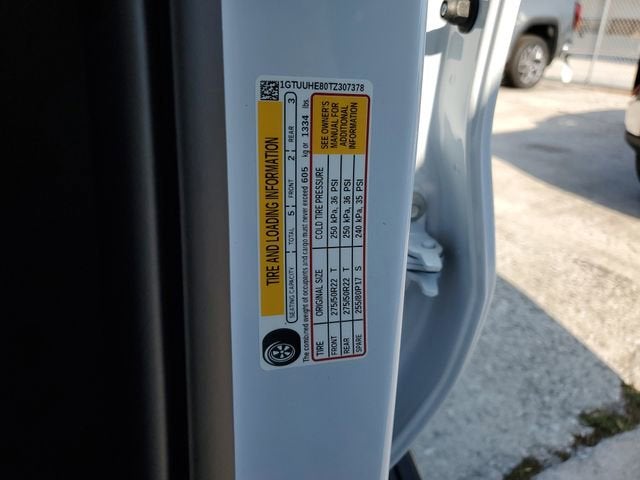 1GTUUHE80TZ307378
TIRE AND LOADING INFORMATION
SEATING CAPACITY TOTAL 5 FRONT 2 REAR 3
The combined weight of occupants and cargo must never exceed 605 kg or 1334 lbs.
TIRE ORIGINAL SIZE COLD TIRE PRESSURE
FRONT 275/50R22 T 250 kPa, 36 PSI
REAR 275/50R22 T 250 kPa, 36 PSI
SPARE 255/80P17 S 240 kPa, 35 PSI
SEE OWNER'S
MANUAL FOR
ADDITIONAL
INFORMATION